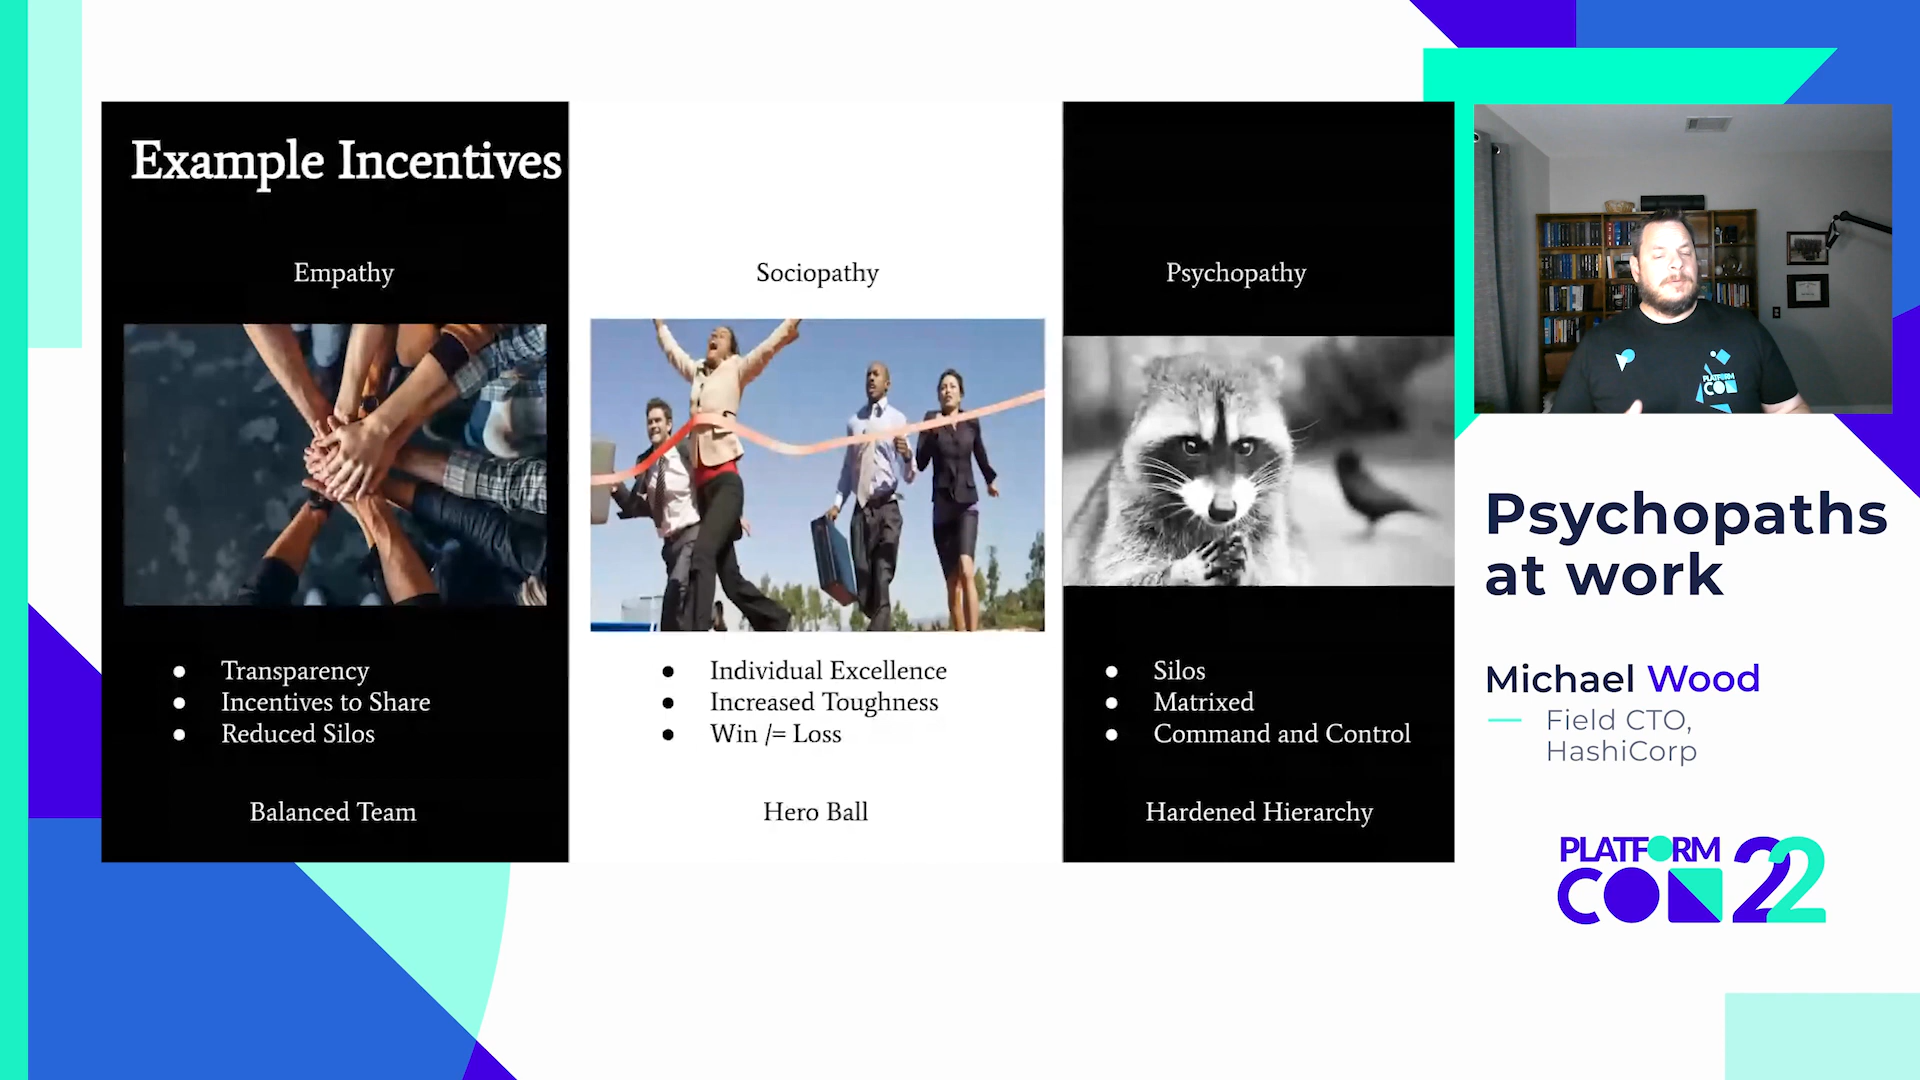 Example Incentives
Empathy
Transparency
Incentives to Share
Reduced Silos
Balanced Team
Sociopathy
Individual Excellence
Increased Toughness
Win /= Loss
Hero Ball
Psychopathy
Silos
Matrixed
Command and Control
Hardened Hierarchy
PLATFORM
CON
Psychopaths
at work
Michael Wood
Field CTO,
HashiCorp
PLATFORM
CON 22